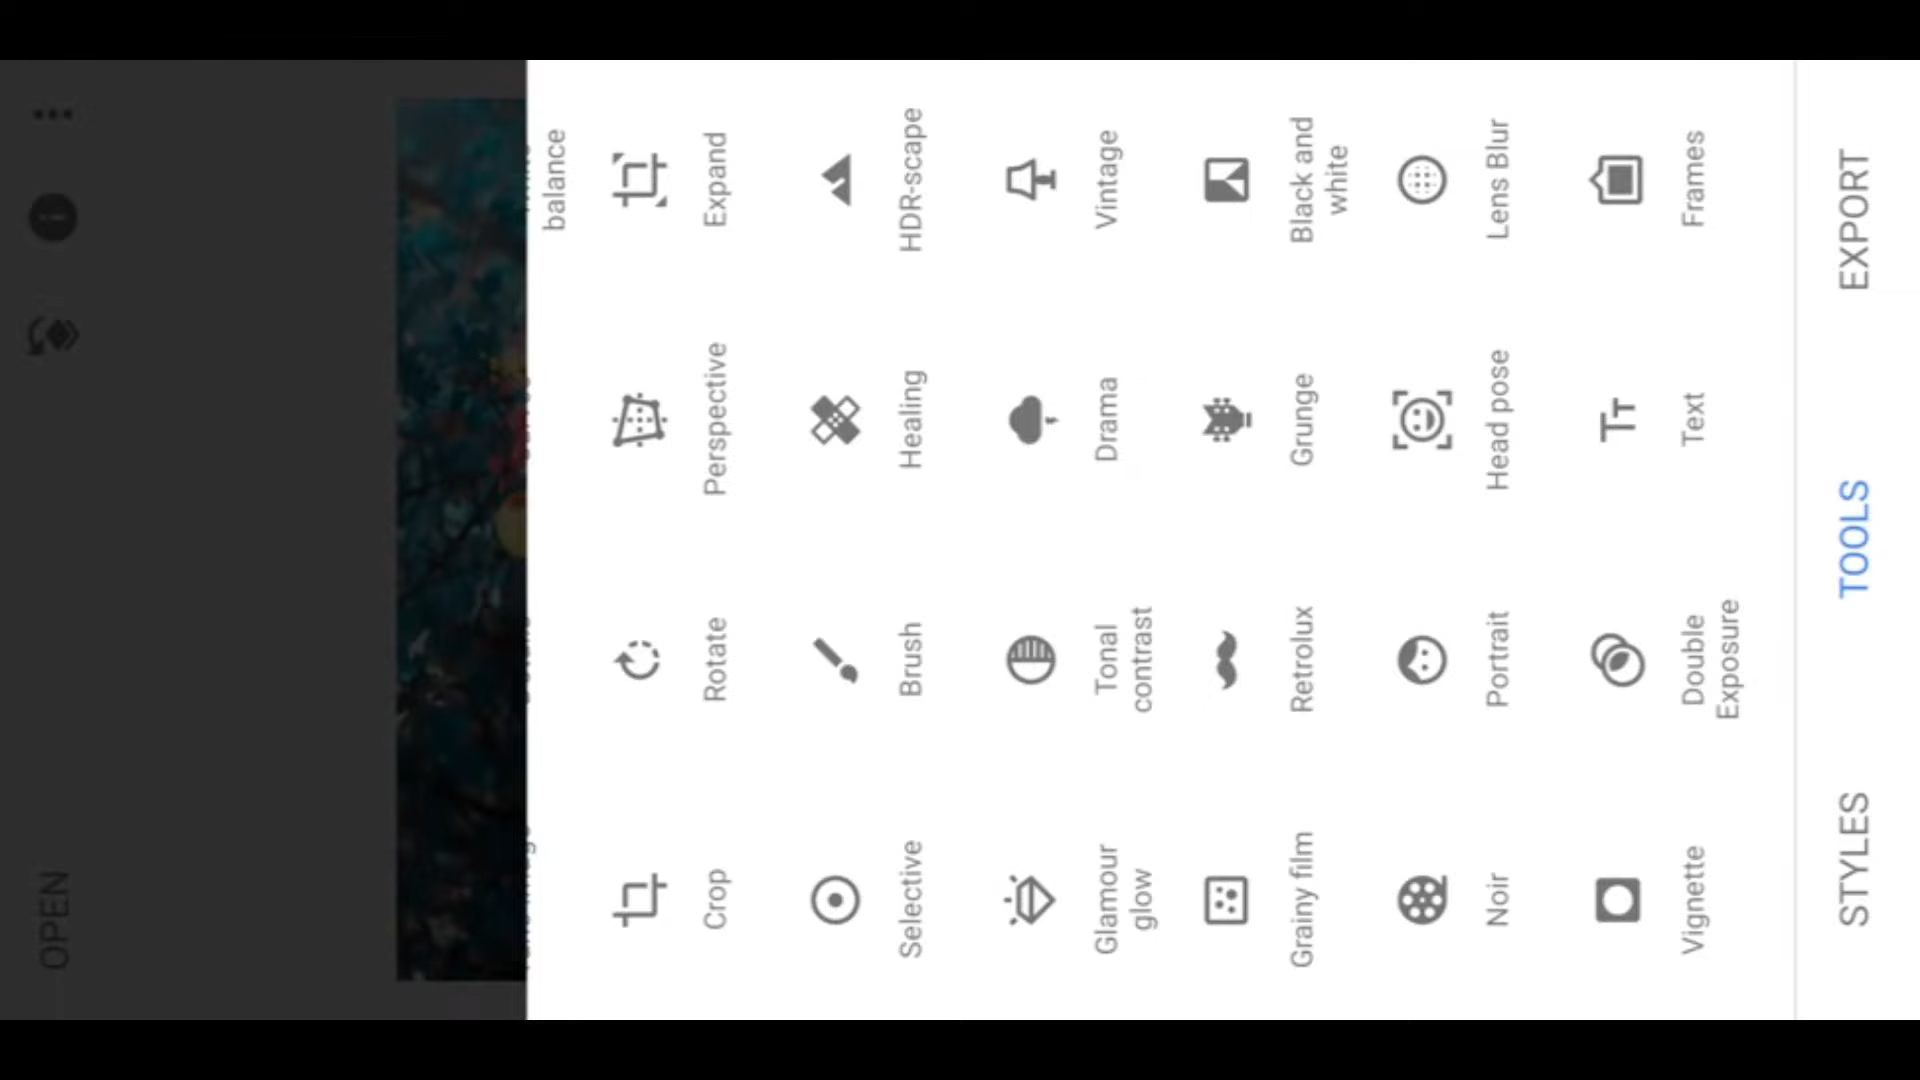 OPEN
balance
Crop
Rotate
Perspective
Expand
Selective
Brush
Healing
HDR-scape
Glamour
glow
Tonal
contrast
Drama
Vintage
Grainy film
Retrolux
Grunge
Black and
white
Noir
Portrait
Head pose
Lens Blur
Vignette
Double
Exposure
Text
Frames
STYLES
TOOLS
EXPORT